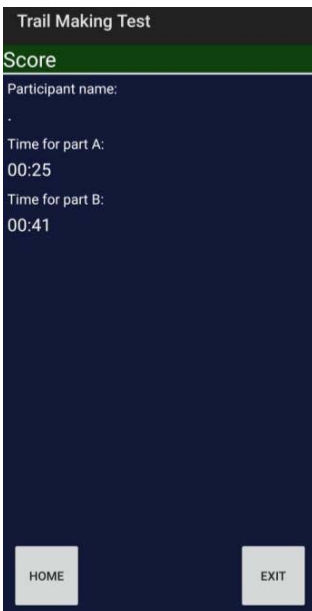 Trail Making Test
Score
Participant name:
.
Time for part A:
00:25
Time for part B:
00:41
HOME EXIT